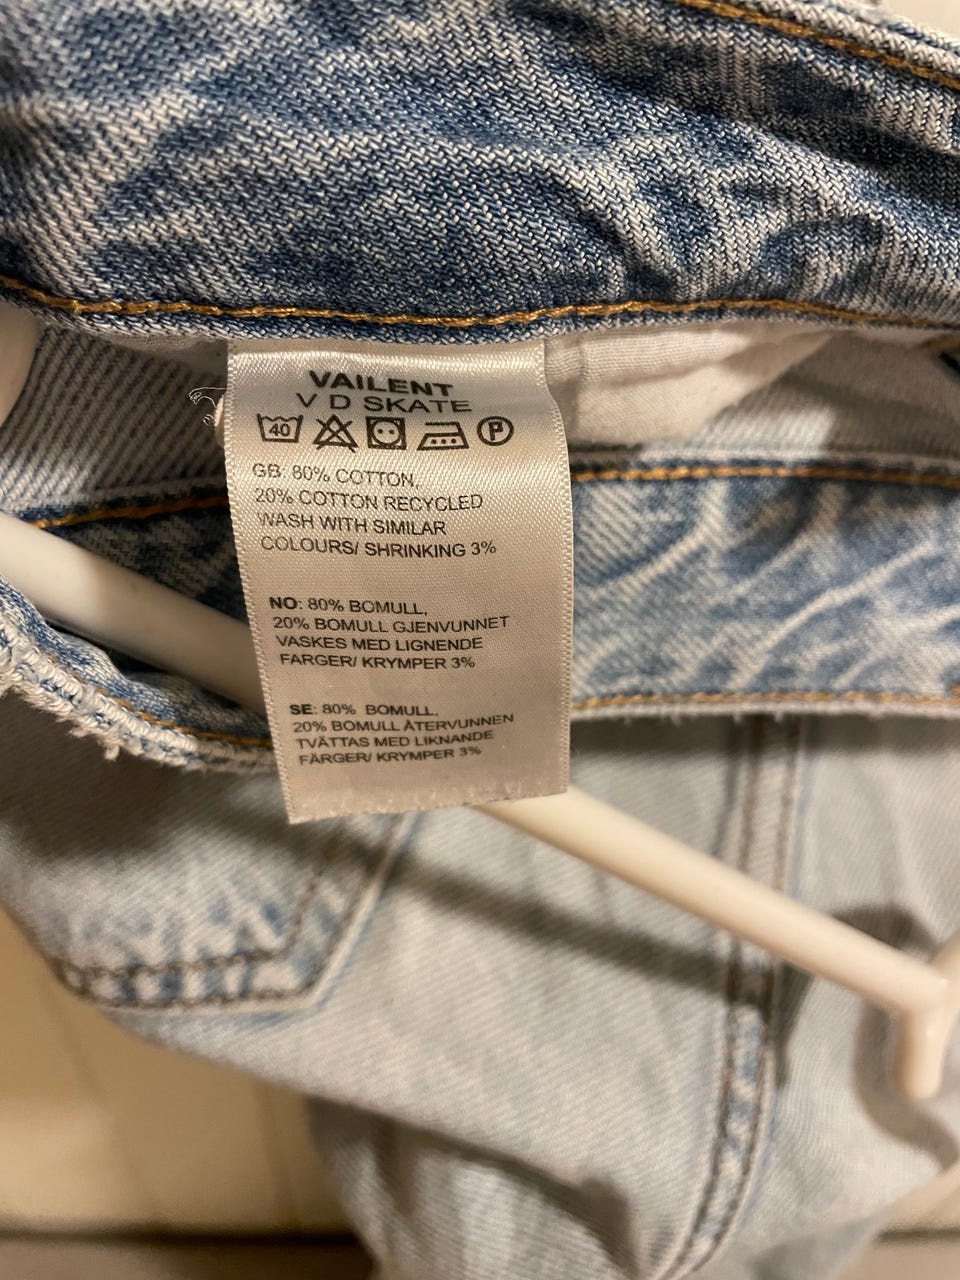 VAILENT
V D SKATE
40 P
GB: 80% COTTON,
20% COTTON RECYCLED
WASH WITH SIMILAR
COLOURS/ SHRINKING 3%
NO: 80% BOMULL,
20% BOMULL GJENVUNNET
VASKES MED LIGNENDE
FARGER/ KRYMPER 3%
SE: 80% BOMULL,
20% BOMULL ÅTERVUNNEN
TVÄTTAS MED LIKNANDE
FÄRGER/ KRYMPER 3%